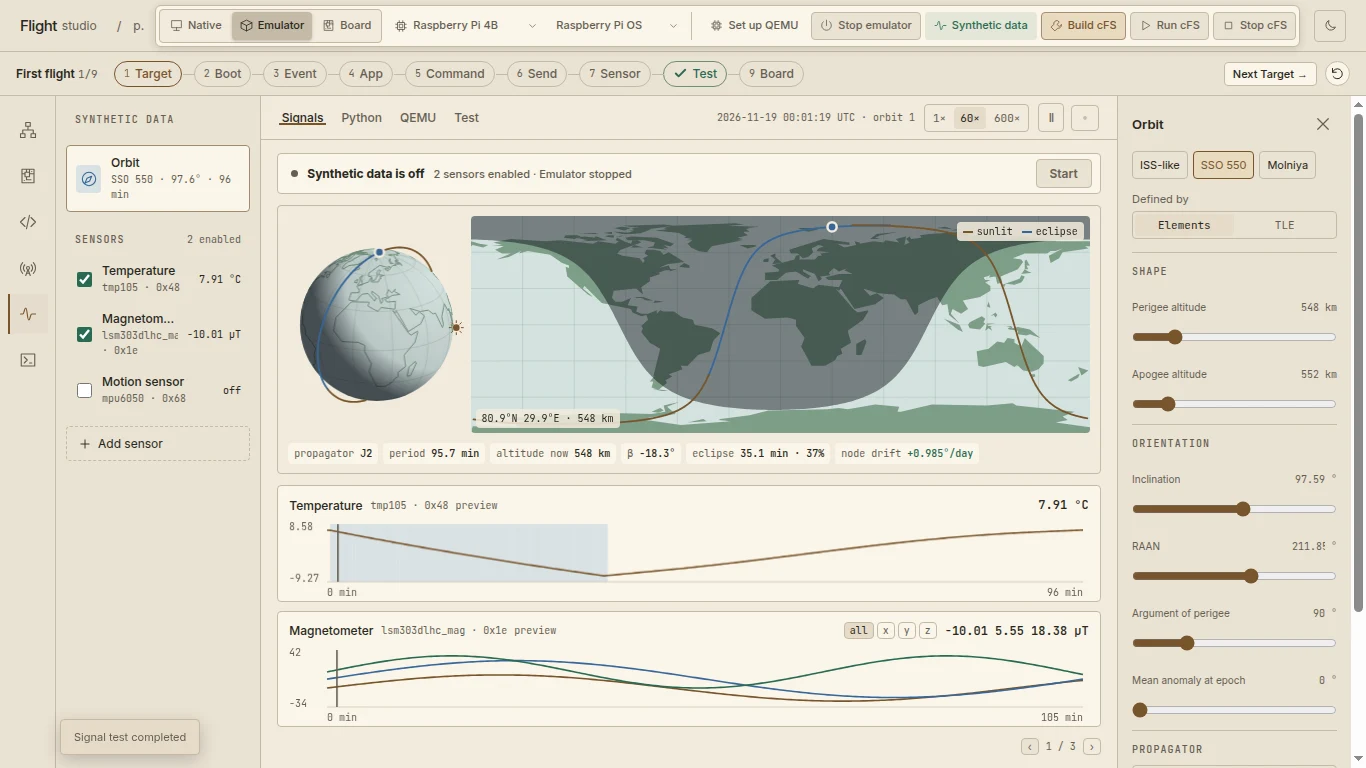 Flight studio / p. Native Emulator Board Raspberry Pi 4B Raspberry Pi OS Set up QEMU Stop emulator Synthetic data Build cFS Run cFS Stop cFS
First flight 1/9 1 Target 2 Boot 3 Event 4 App 5 Command 6 Send 7 Sensor Test 9 Board Next Target →
SYNTHETIC DATA
Orbit
SSO 550 · 97.6° · 96
min
SENSORS 2 enabled
Temperature
tmp105 · 0x48
7.91 °C
Magnetom...
lsm303dlhc_ma
· 0x1e
-10.01 µT
Motion sensor
mpu6050 · 0x68
off
+ Add sensor
Signal test completed
Signals Python QEMU Test 2026-11-19 00:01:19 UTC · orbit 1 1× 60× 600×
Synthetic data is off 2 sensors enabled · Emulator stopped Start
sunlit eclipse
80.9°N 29.9°E · 548 km
propagator J2 period 95.7 min altitude now 548 km β -18.3° eclipse 35.1 min · 37% node drift +0.985°/day
Temperature tmp105 · 0x48 preview 7.91 °C
8.58
-9.27
0 min 96 min
Magnetometer lsm303dlhc_mag · 0x1e preview all x y z -10.01 5.55 18.38 µT
42
-34
0 min 105 min
‹ 1 / 3 ›
Orbit
ISS-like SSO 550 Molniya
Defined by
Elements TLE
SHAPE
Perigee altitude 548 km
Apogee altitude 552 km
ORIENTATION
Inclination 97.59 °
RAAN 211.85 °
Argument of perigee 90 °
Mean anomaly at epoch 0 °
PROPAGATOR